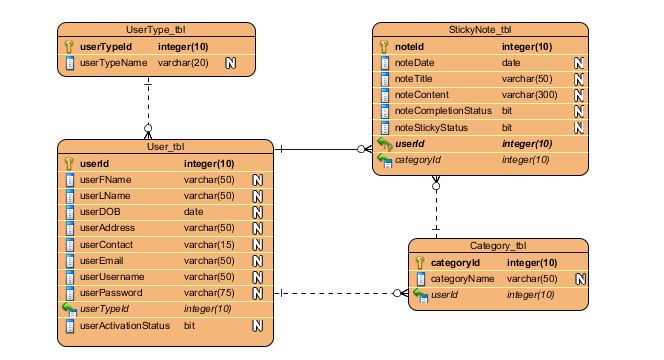 UserType_tbl
userTypeId integer(10)
userTypeName varchar(20) N
StickyNote_tbl
noteId integer(10)
noteDate date N
noteTitle varchar(50) N
noteContent varchar(300) N
noteCompletionStatus bit N
noteStickyStatus bit N
userId integer(10)
categoryId integer(10)
User_tbl
userId integer(10)
userFName varchar(50) N
userLName varchar(50) N
userDOB date N
userAddress varchar(50) N
userContact varchar(15) N
userEmail varchar(50) N
userUsername varchar(50) N
userPassword varchar(75) N
userTypeId integer(10)
userActivationStatus bit N
Category_tbl
categoryId integer(10)
categoryName varchar(50) N
userId integer(10)